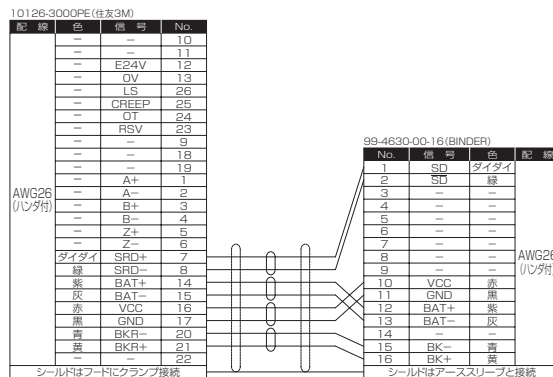 10126-3000PE(住友3M)
配 線 色 信 号 No.
－ － 10
－ － 11
－ E24V 12
－ 0V 13
－ LS 26
－ CREEP 25
－ OT 24
－ RSV 23
－ － 9
－ － 18
－ － 19
－ A+ 1
－ A− 2
－ B+ 3
－ B− 4
－ Z+ 5
－ Z− 6
ダイダイ SRD+ 7
緑 SRD− 8
紫 BAT+ 14
灰 BAT− 15
赤 VCC 16
黒 GND 17
青 BKR− 20
黄 BKR+ 21
－ － 22
AWG26
(ハンダ付)
シールドはフードにクランプ接続
99-4630-00-16(BINDER)
No. 信 号 色 配 線
1 SD ダイダイ
2 S̅D̅ 緑
3 － －
4 － －
5 － －
6 － －
7 － －
8 － －
9 － －
10 VCC 赤
11 GND 黒
12 BAT+ 紫
13 BAT− 灰
14 － －
15 BK− 青
16 BK+ 黄
AWG26
(ハンダ付)
シールドはアーススリーブと接続